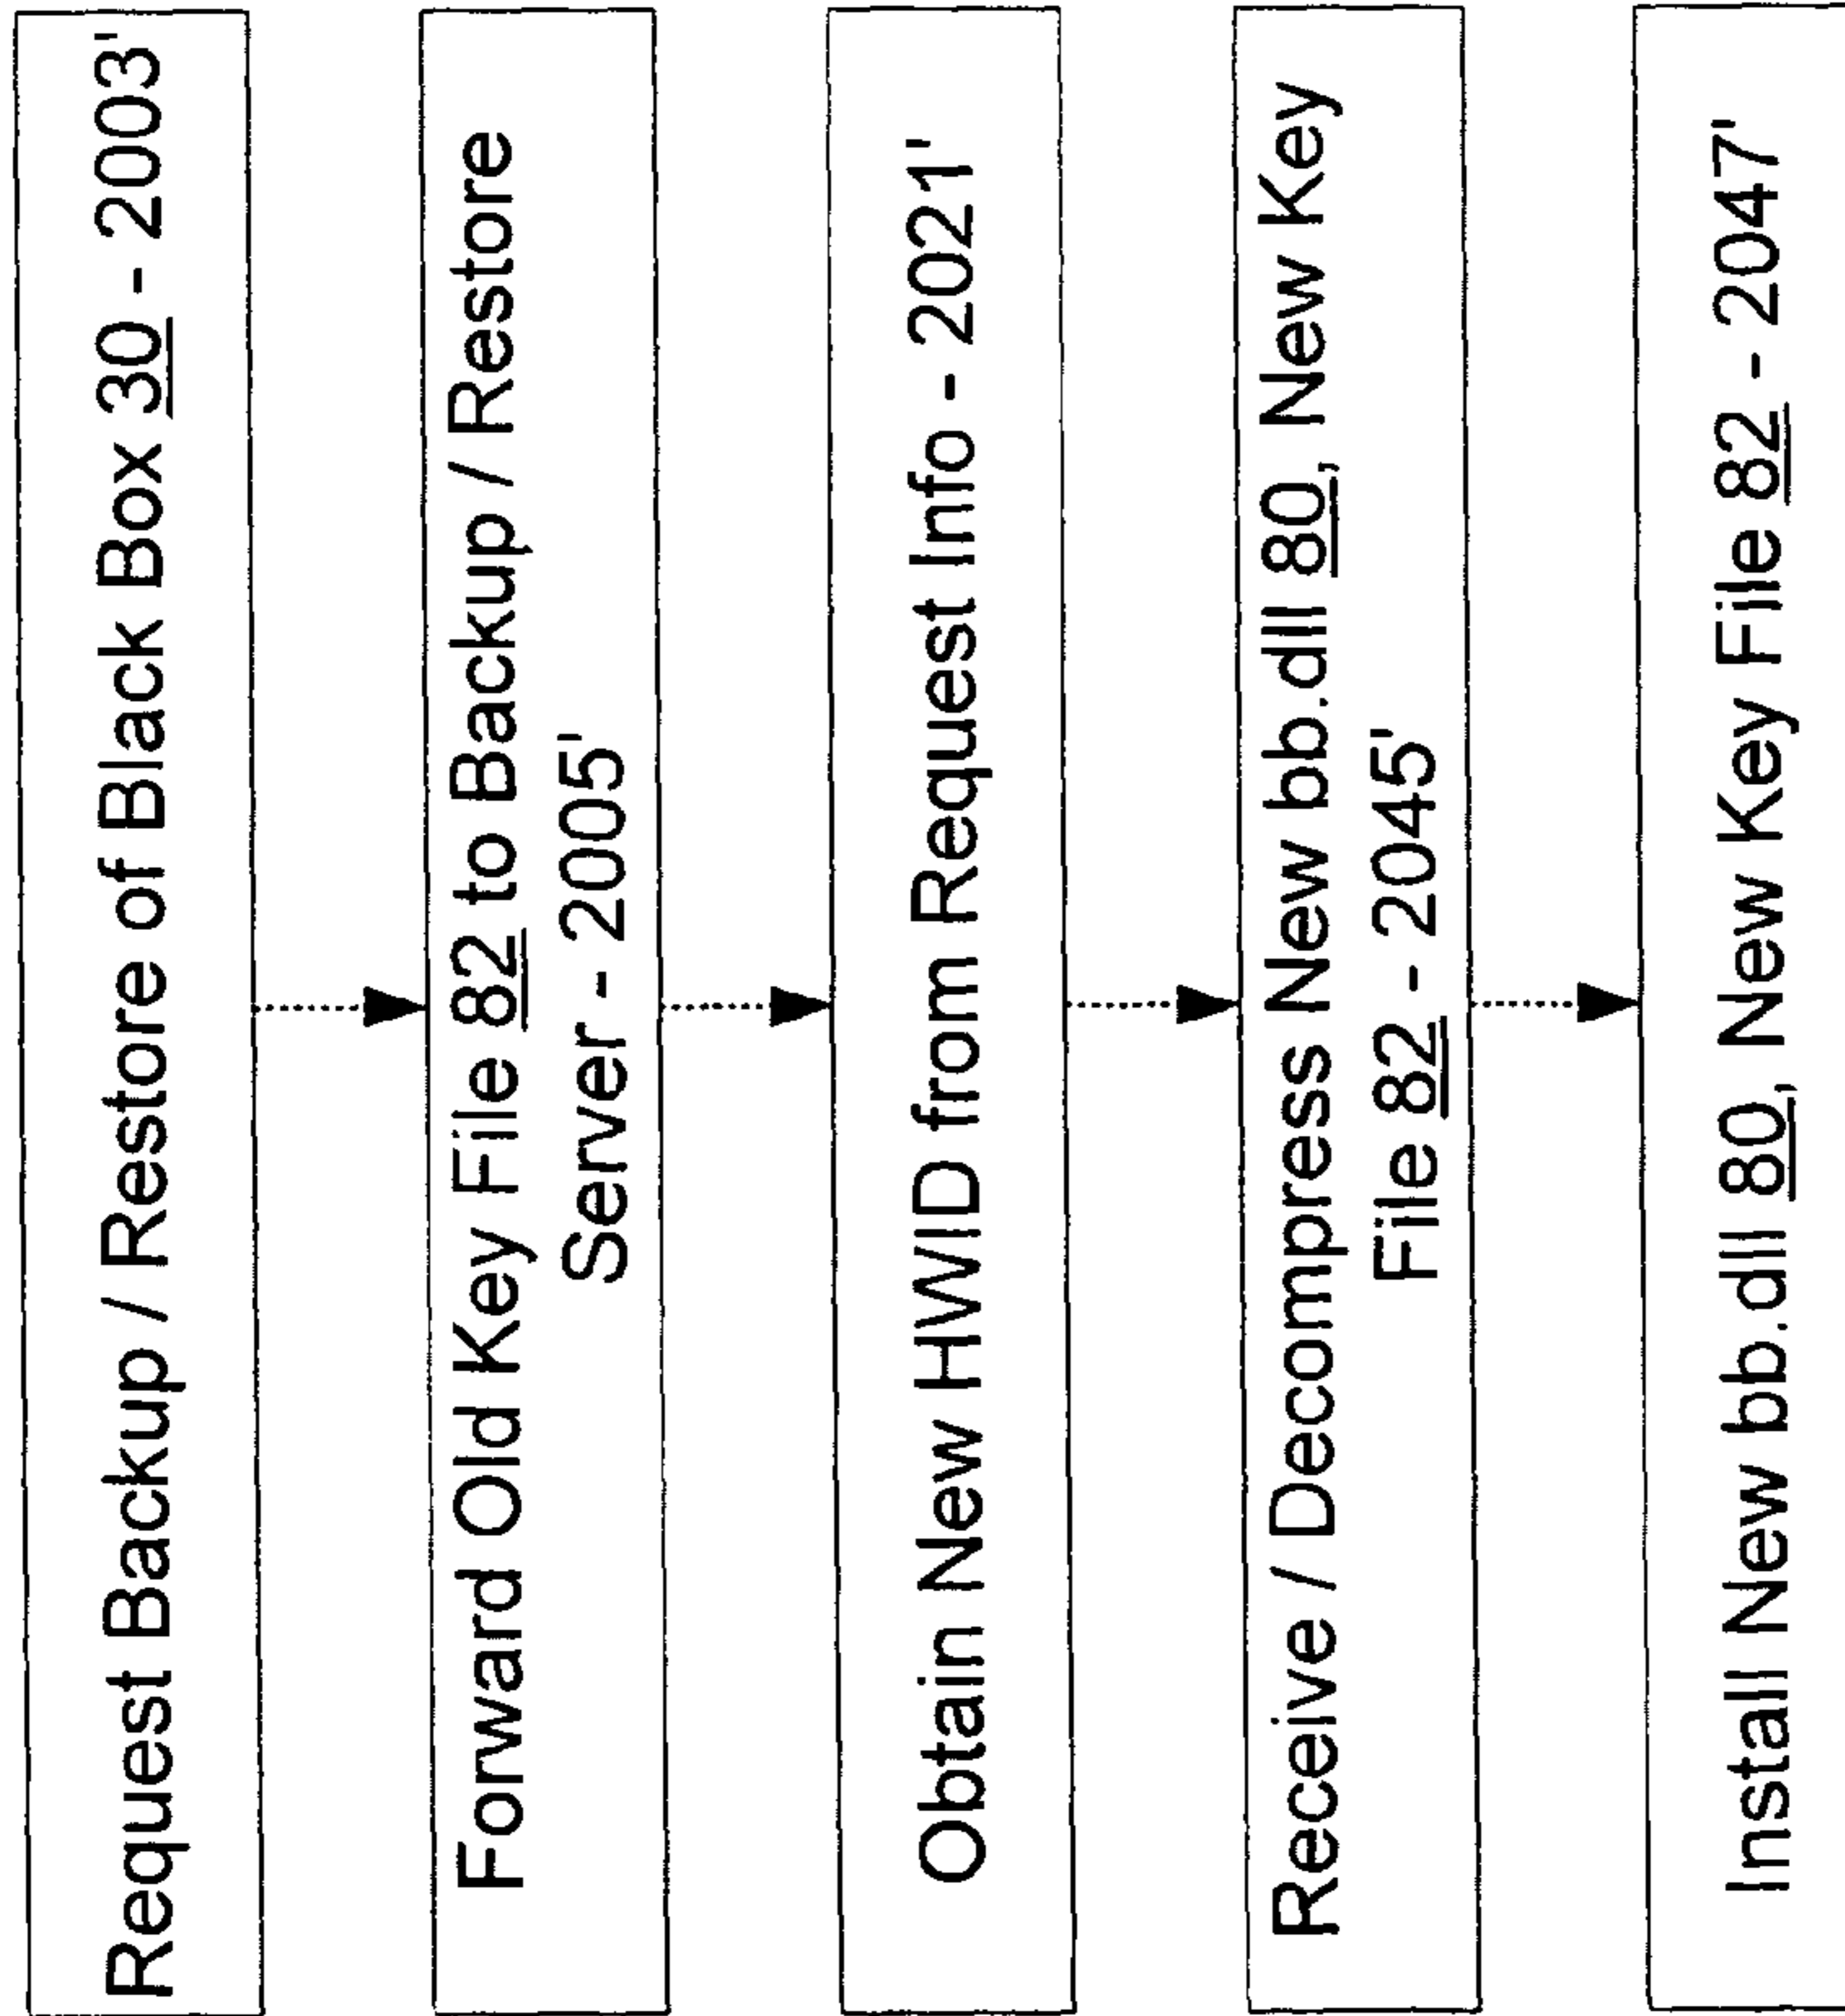 Request Backup / Restore of Black Box 30 - 2003'
Forward Old Key File 82 to Backup / Restore
Server - 2005'
Obtain New HWID from Request Info - 2021'
Receive / Decompress New bb.dll 80, New Key
File 82 - 2045'
Install New bb.dll 80, New Key File 82 - 2047'